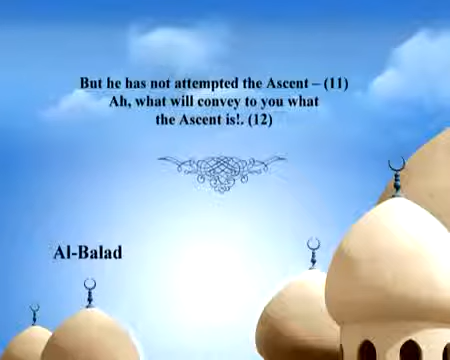 But he has not attempted the Ascent – (11)
Ah, what will convey to you what
the Ascent is!. (12)
Al-Balad